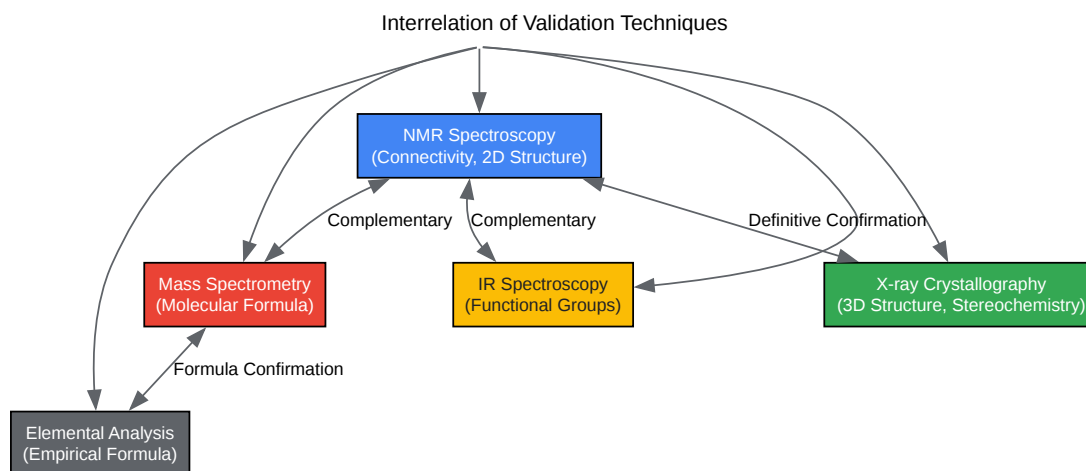 Interrelation of Validation Techniques
NMR Spectroscopy
(Connectivity, 2D Structure)
Complementary
Complementary
Definitive Confirmation
Mass Spectrometry
(Molecular Formula)
IR Spectroscopy
(Functional Groups)
X-ray Crystallography
(3D Structure, Stereochemistry)
Formula Confirmation
Elemental Analysis
(Empirical Formula)